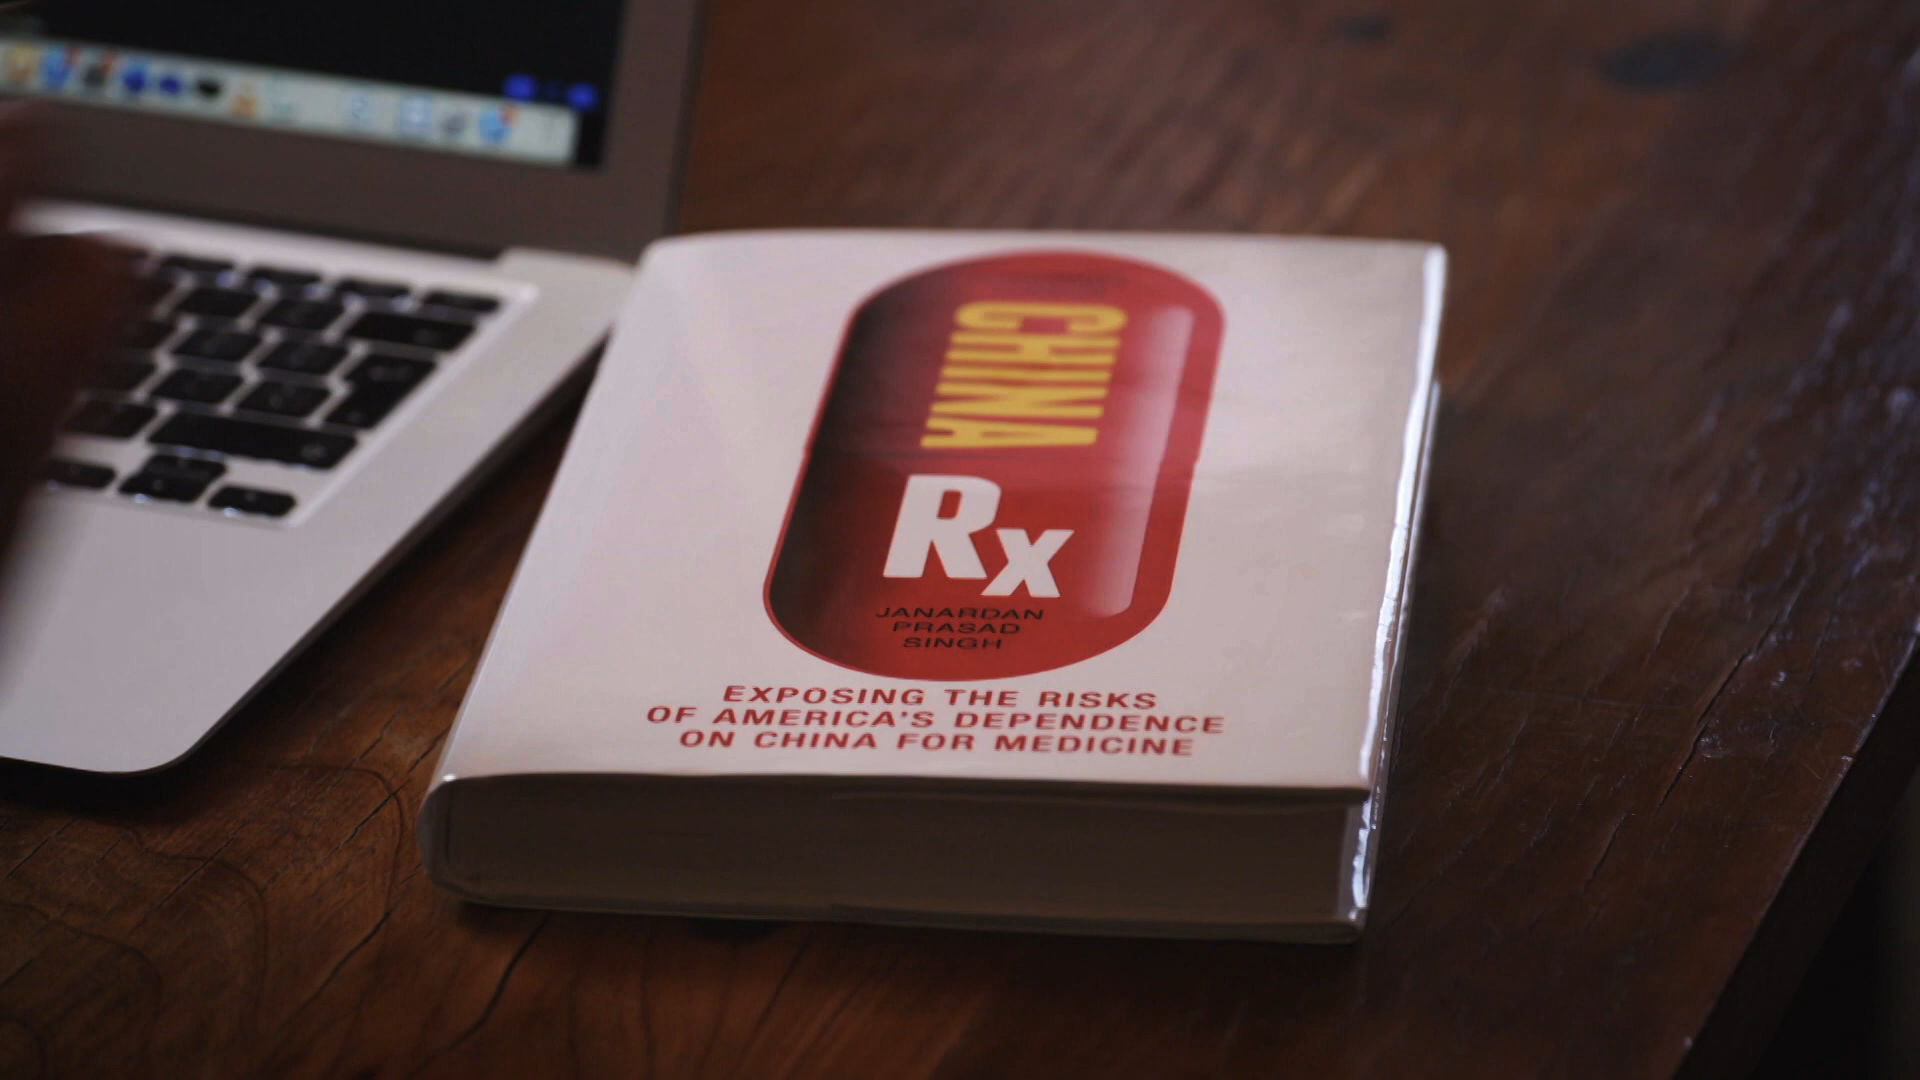 CHINA
Rx
JANARDAN
PRASAD
SINGH
EXPOSING THE RISKS
OF AMERICA'S DEPENDENCE
ON CHINA FOR MEDICINE